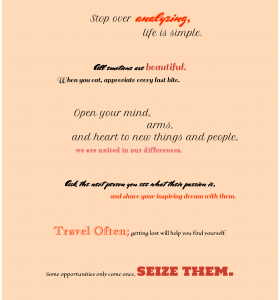 Stop over analyzing,
life is simple.
All emotions are beautiful.
When you eat, appreciate every last bite.
Open your mind,
arms,
and heart to new things and people,
we are united in our differences.
Ask the next person you see what their passion is,
and share your inspiring dream with them.
Travel Often; getting lost will help you find yourself.
Some opportunities only come once, SEIZE THEM.